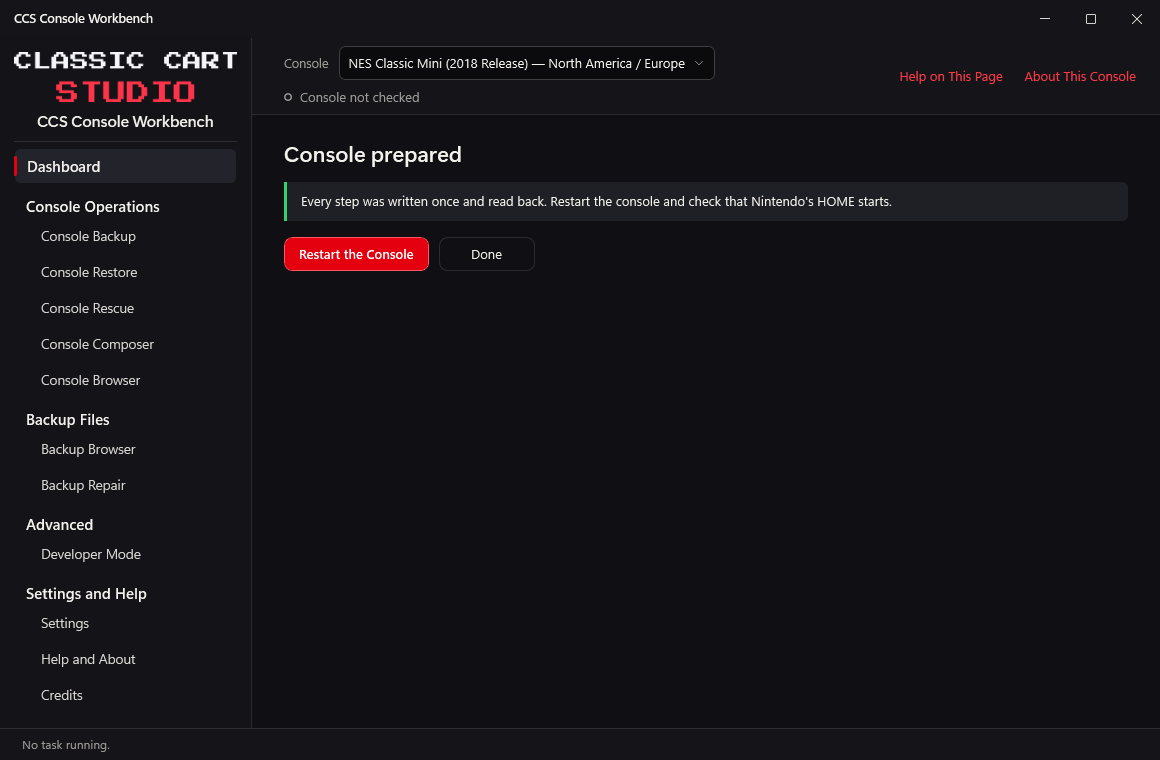 CCS Console Workbench
CLASSIC CART
STUDIO
CCS Console Workbench
Dashboard
Console Operations
Console Backup
Console Restore
Console Rescue
Console Composer
Console Browser
Backup Files
Backup Browser
Backup Repair
Advanced
Developer Mode
Settings and Help
Settings
Help and About
Credits
Console
NES Classic Mini (2018 Release) — North America / Europe
Console not checked
Help on This Page
About This Console
Console prepared
Every step was written once and read back. Restart the console and check that Nintendo's HOME starts.
Restart the Console
Done
No task running.